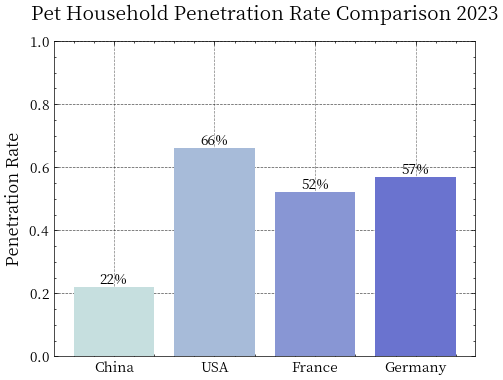 Pet Household Penetration Rate Comparison 2023
Penetration Rate
1.0
0.8
0.6
0.4
0.2
0.0
22%
66%
52%
57%
China
USA
France
Germany